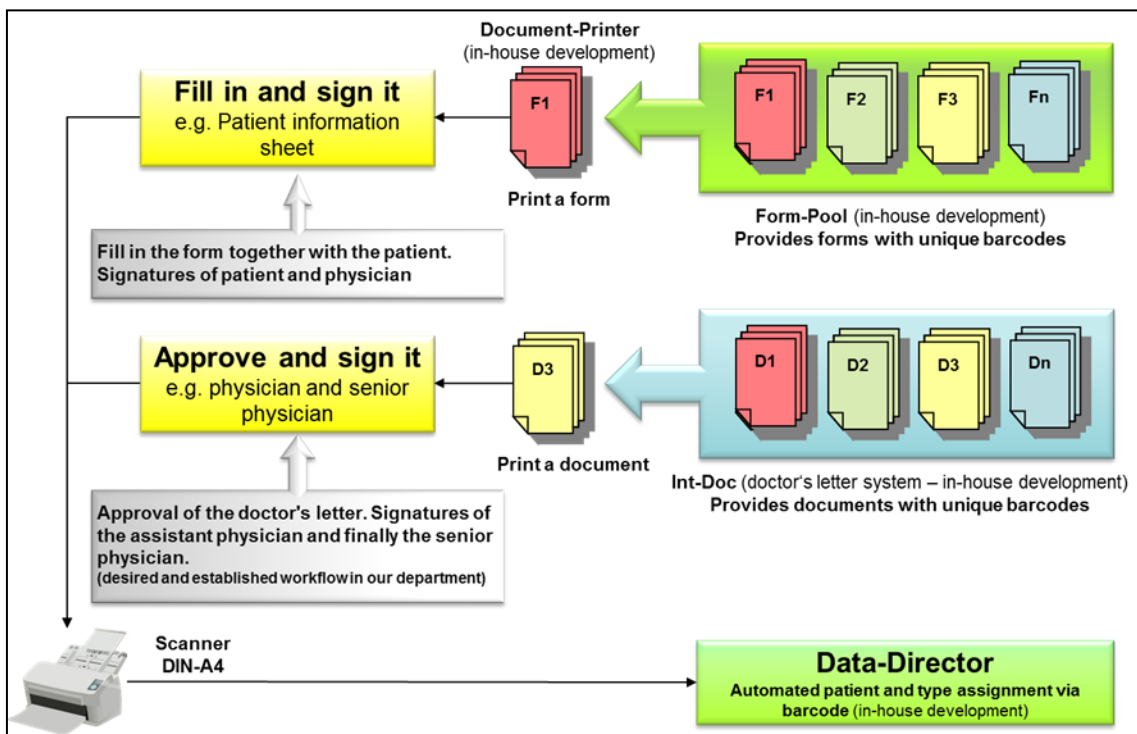 Document-Printer
(in-house development)
Fill in and sign it
e.g. Patient information
sheet
F1
Print a form
F1
F2
F3
Fn
Form-Pool (in-house development)
Provides forms with unique barcodes
Fill in the form together with the patient.
Signatures of patient and physician
Approve and sign it
e.g. physician and senior
physician
D3
Print a document
D1
D2
D3
Dn
Int-Doc (doctor's letter system – in-house development)
Provides documents with unique barcodes
Approval of the doctor's letter. Signatures of
the assistant physician and finally the senior
physician.
(desired and established workflow in our department)
Scanner
DIN-A4
Data-Director
Automated patient and type assignment via
barcode (in-house development)